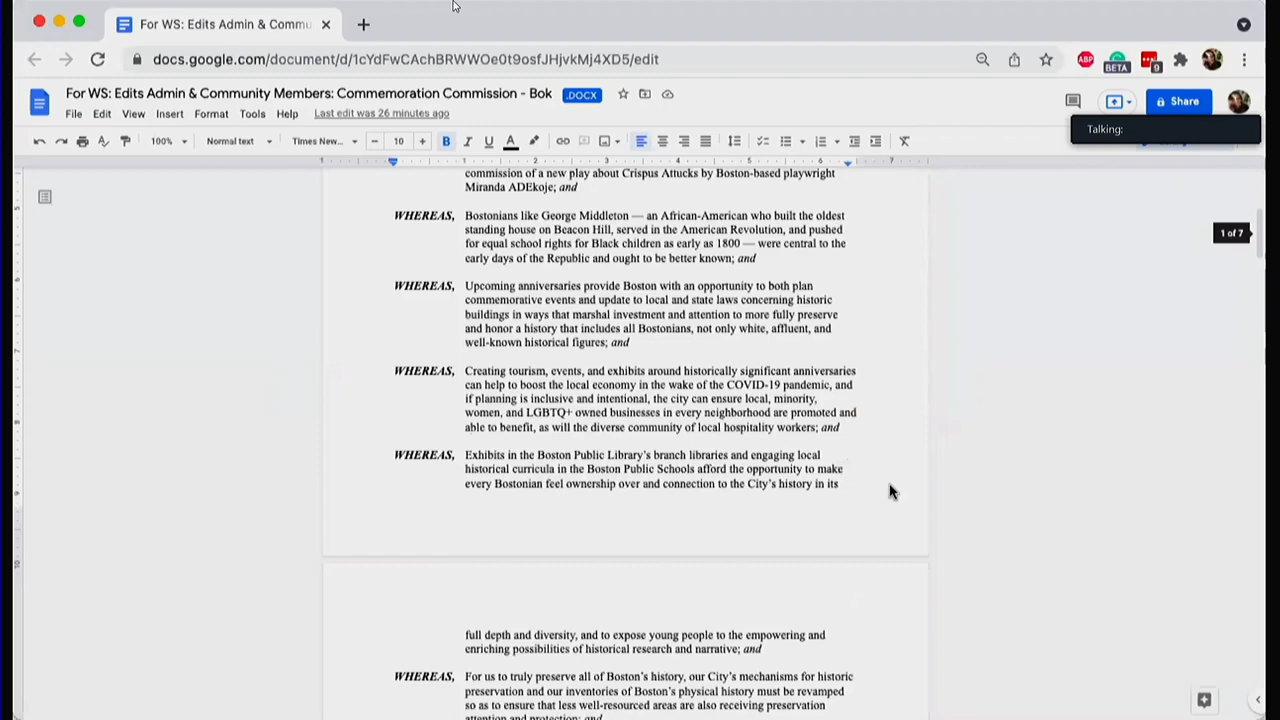 For WS: Edits Admin & Commu
docs.google.com/document/d/1cYdFwCAchBRWWOe0t9osfJHjvkMj4XD5/edit
ABP
BETA
9
For WS: Edits Admin & Community Members: Commemoration Commission - Bok .DOCX
File Edit View Insert Format Tools Help Last edit was 26 minutes ago
Share
Talking:
100% Normal text Times New... 10 B I U A
1 1 2 3 4 5 6 7
1 of 7
commission of a new play about Crispus Attucks by Boston-based playwright
Miranda ADEkoje; and
WHEREAS, Bostonians like George Middleton — an African-American who built the oldest
standing house on Beacon Hill, served in the American Revolution, and pushed
for equal school rights for Black children as early as 1800 — were central to the
early days of the Republic and ought to be better known; and
WHEREAS, Upcoming anniversaries provide Boston with an opportunity to both plan
commemorative events and update to local and state laws concerning historic
buildings in ways that marshal investment and attention to more fully preserve
and honor a history that includes all Bostonians, not only white, affluent, and
well-known historical figures; and
WHEREAS, Creating tourism, events, and exhibits around historically significant anniversaries
can help to boost the local economy in the wake of the COVID-19 pandemic, and
if planning is inclusive and intentional, the city can ensure local, minority,
women, and LGBTQ+ owned businesses in every neighborhood are promoted and
able to benefit, as will the diverse community of local hospitality workers; and
WHEREAS, Exhibits in the Boston Public Library's branch libraries and engaging local
historical curricula in the Boston Public Schools afford the opportunity to make
every Bostonian feel ownership over and connection to the City's history in its
full depth and diversity, and to expose young people to the empowering and
enriching possibilities of historical research and narrative; and
WHEREAS, For us to truly preserve all of Boston's history, our City's mechanisms for historic
preservation and our inventories of Boston's physical history must be revamped
so as to ensure that less well-resourced areas are also receiving preservation
attention and protection; and